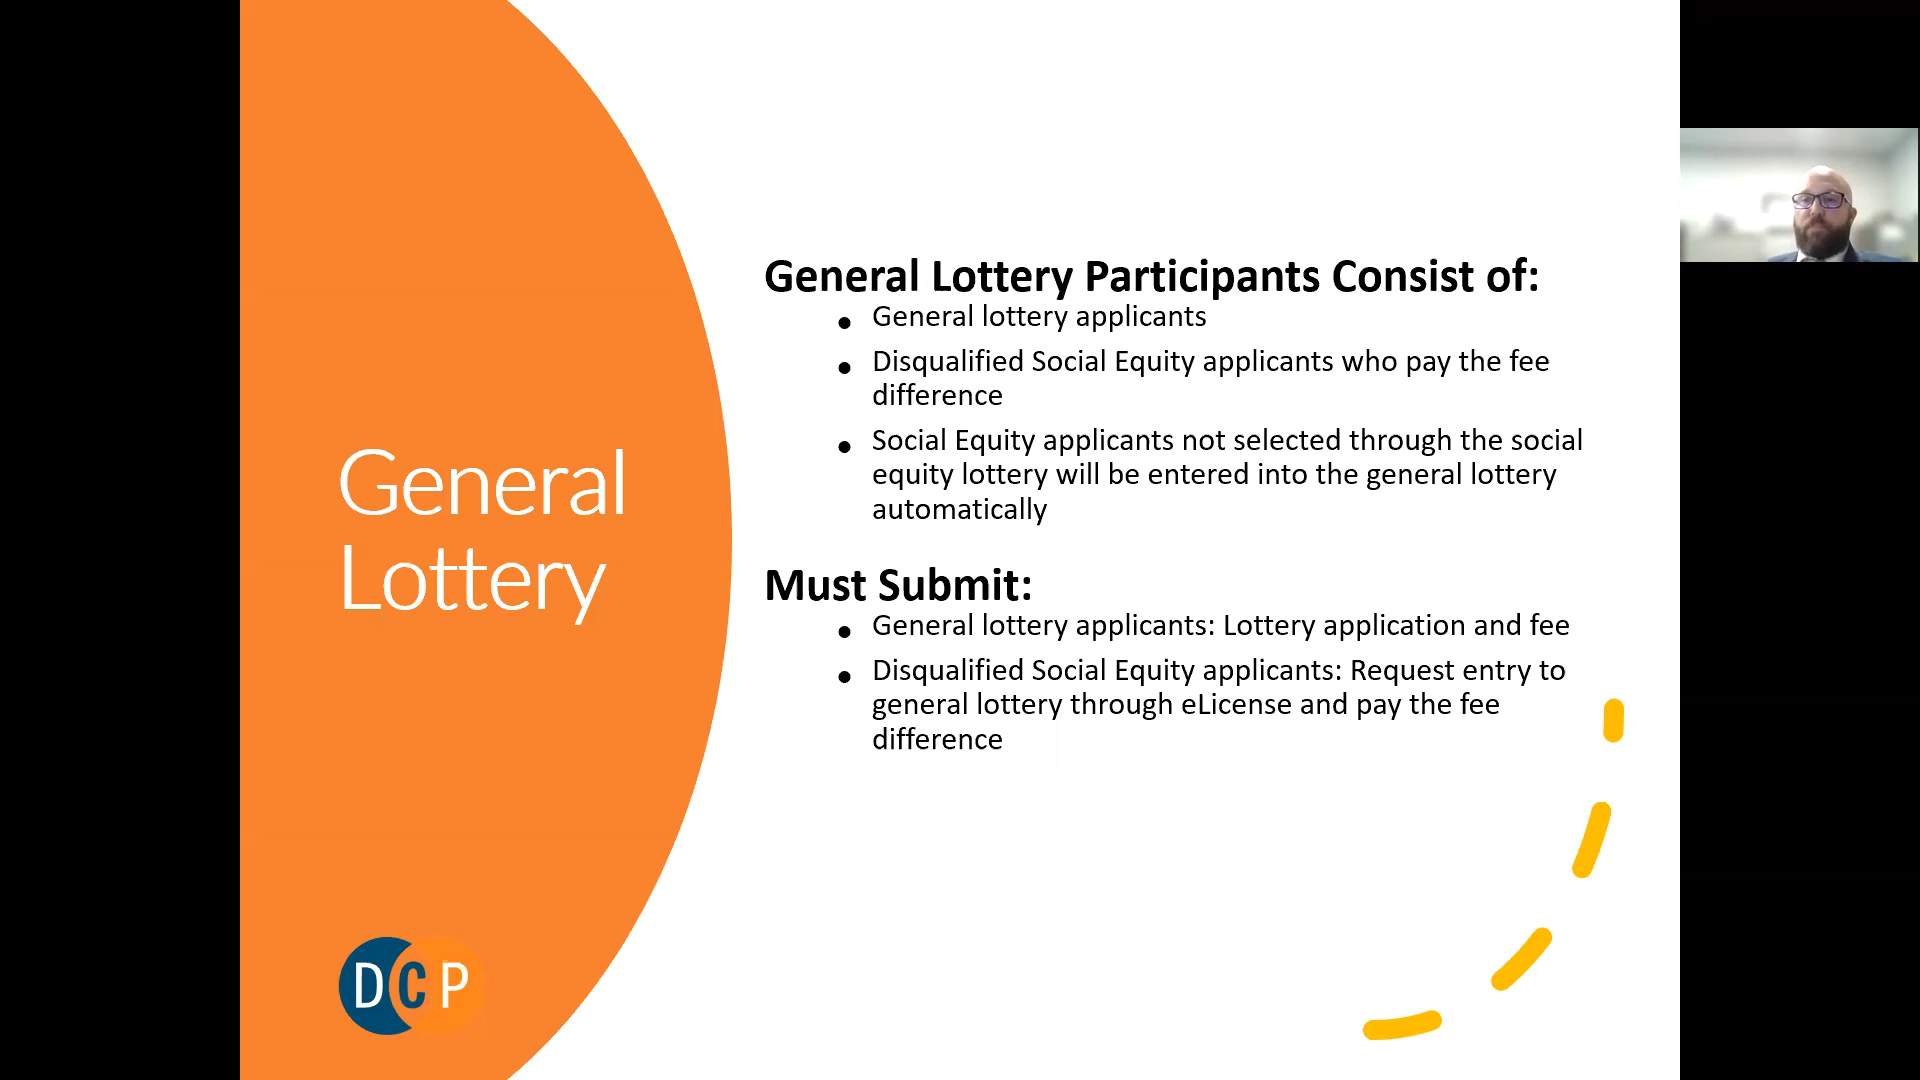 General
Lottery
General Lottery Participants Consist of:
• General lottery applicants
• Disqualified Social Equity applicants who pay the fee
difference
• Social Equity applicants not selected through the social
equity lottery will be entered into the general lottery
automatically
Must Submit:
• General lottery applicants: Lottery application and fee
• Disqualified Social Equity applicants: Request entry to
general lottery through eLicense and pay the fee
difference
DCP